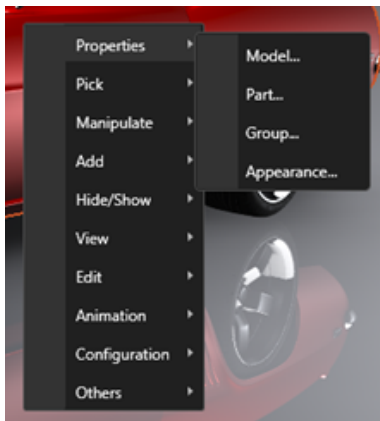 Properties
Pick
Manipulate
Add
Hide/Show
View
Edit
Animation
Configuration
Others
Model...
Part...
Group...
Appearance...